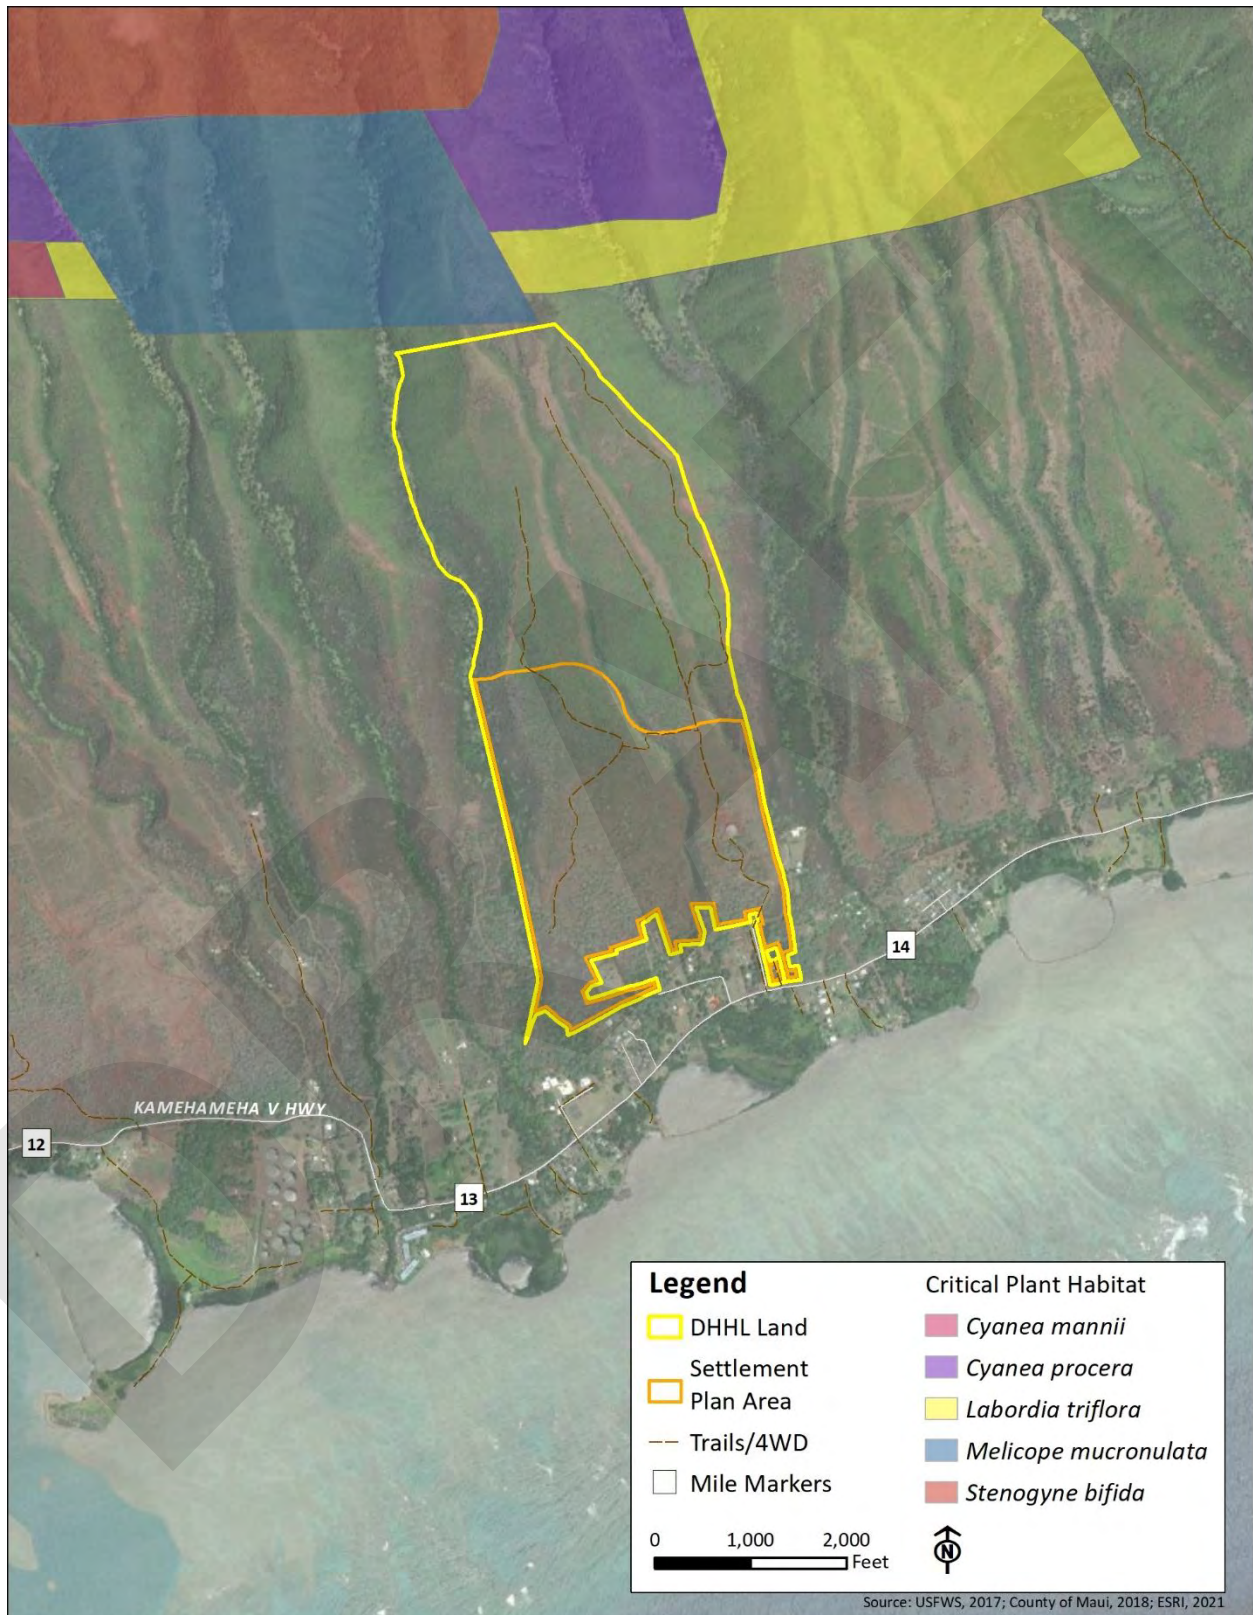 14
KAMEHAMEHA V HWY
12
13
Legend
DHHL Land
Settlement
Plan Area
Trails/4WD
Mile Markers
0 1,000 2,000
Feet
Critical Plant Habitat
Cyanea mannii
Cyanea procera
Labordia triflora
Melicope mucronulata
Stenogyne bifida
N
Source: USFWS, 2017; County of Maui, 2018; ESRI, 2021